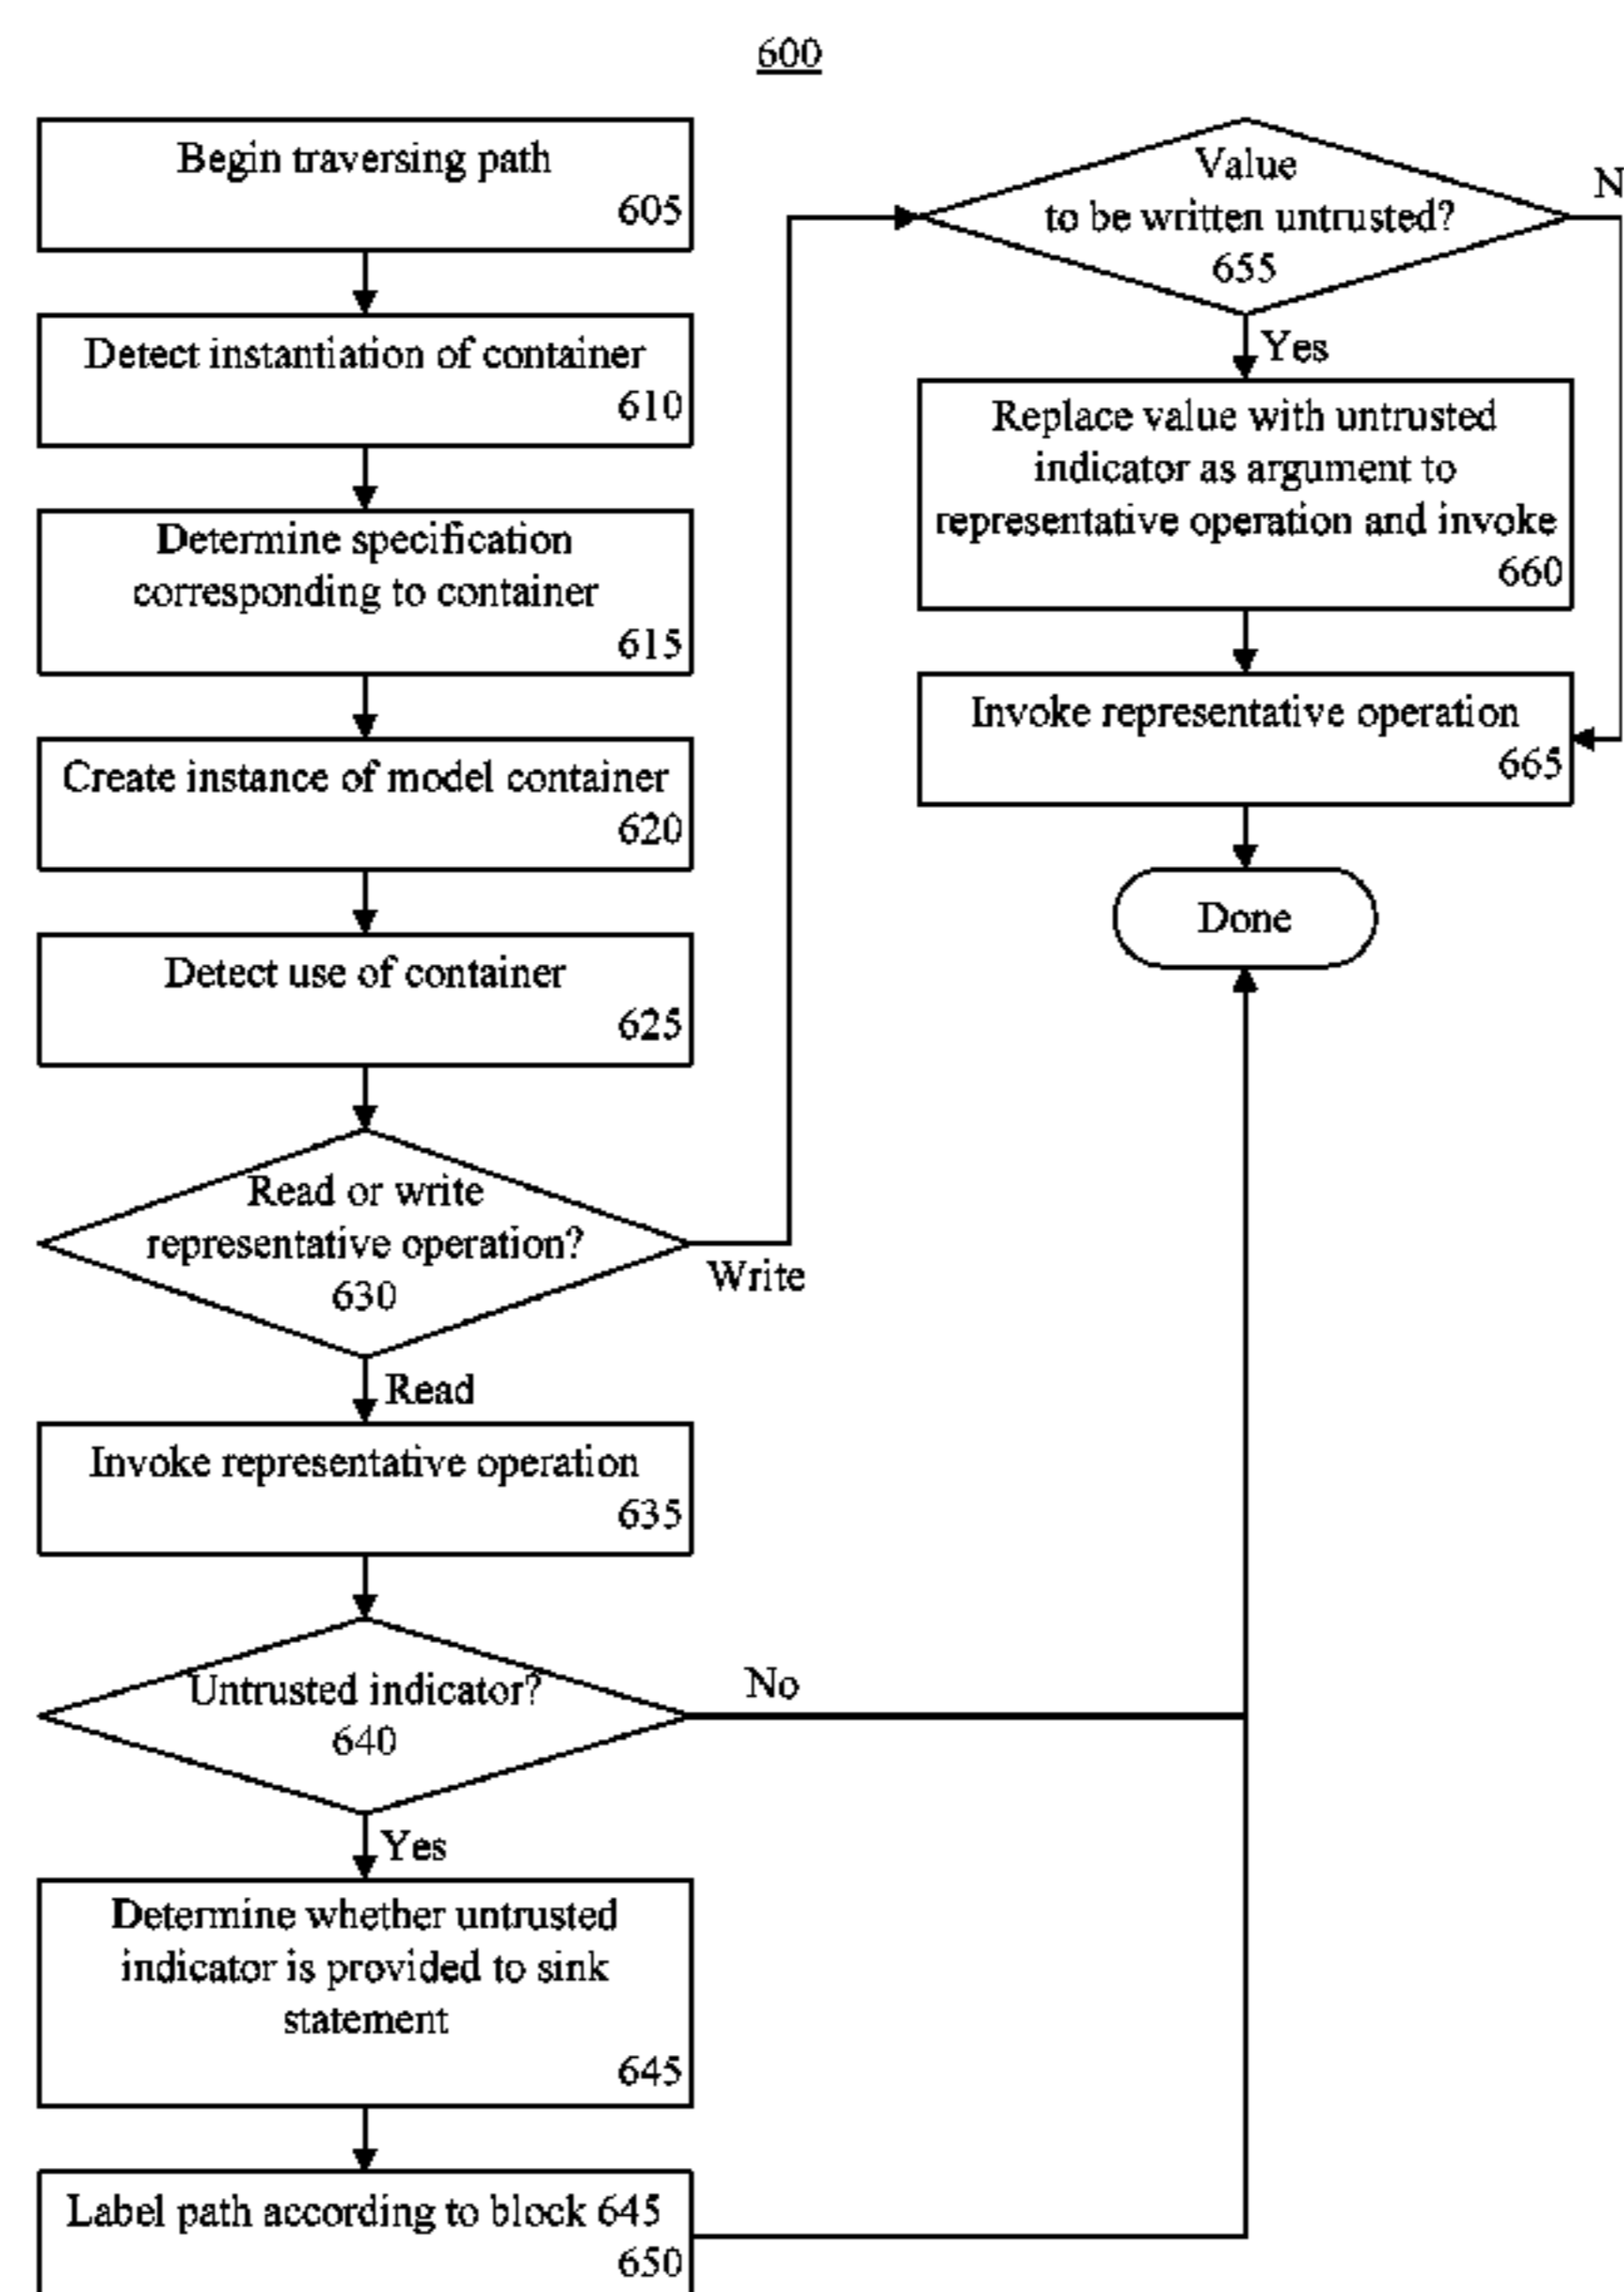 600
Begin traversing path
605
Detect instantiation of container
610
Determine specification
corresponding to container
615
Create instance of model container
620
Detect use of container
625
Read or write
representative operation?
630
Write
Read
Invoke representative operation
635
Untrusted indicator?
640
No
Yes
Determine whether untrusted
indicator is provided to sink
statement
645
Label path according to block 645
650
Value
to be written untrusted?
655
N
Yes
Replace value with untrusted
indicator as argument to
representative operation and invoke
660
Invoke representative operation
665
Done